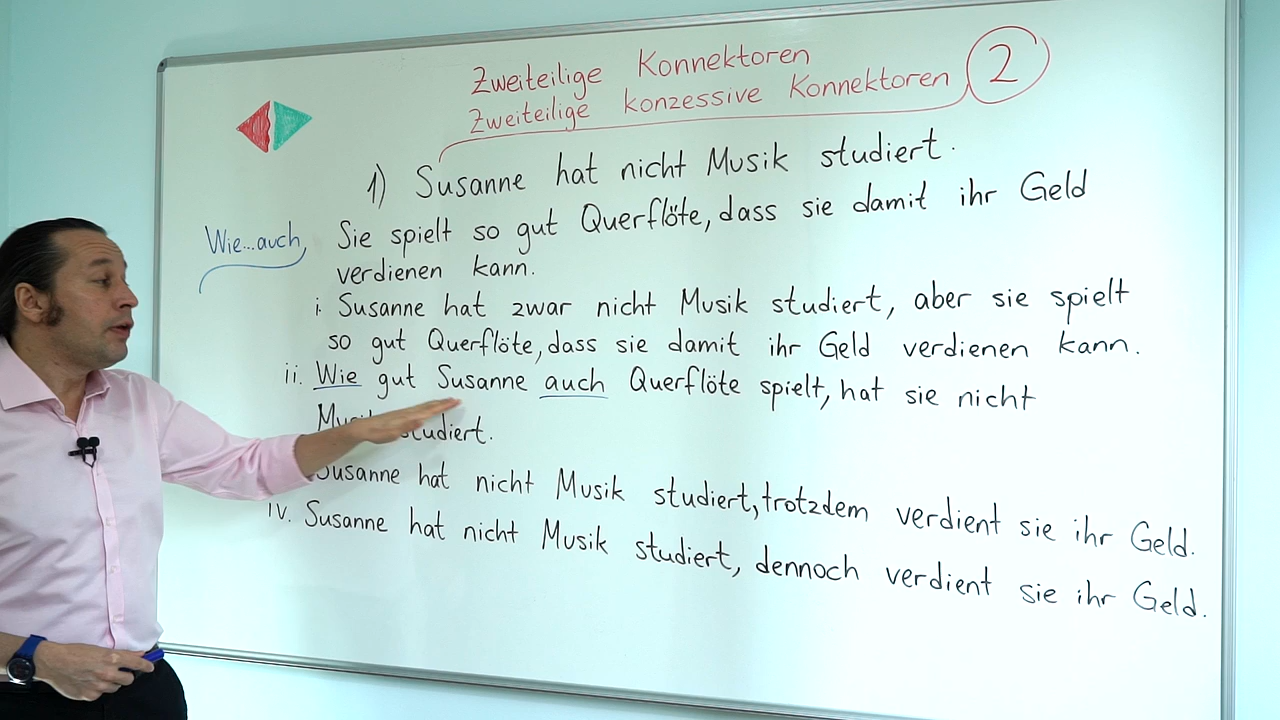 Zweiteilige Konnektoren
Zweiteilige konzessive Konnektoren 2
1) Susanne hat nicht Musik studiert.
Wie...auch,
Sie spielt so gut Querflöte, dass sie damit ihr Geld
verdienen kann.
i. Susanne hat zwar nicht Musik studiert, aber sie spielt
so gut Querflöte, dass sie damit ihr Geld verdienen kann.
ii. Wie gut Susanne auch Querflöte spielt, hat sie nicht
studiert.
Susanne hat nicht Musik studiert, trotzdem verdient sie ihr Geld.
iv. Susanne hat nicht Musik studiert, dennoch verdient sie ihr Geld.